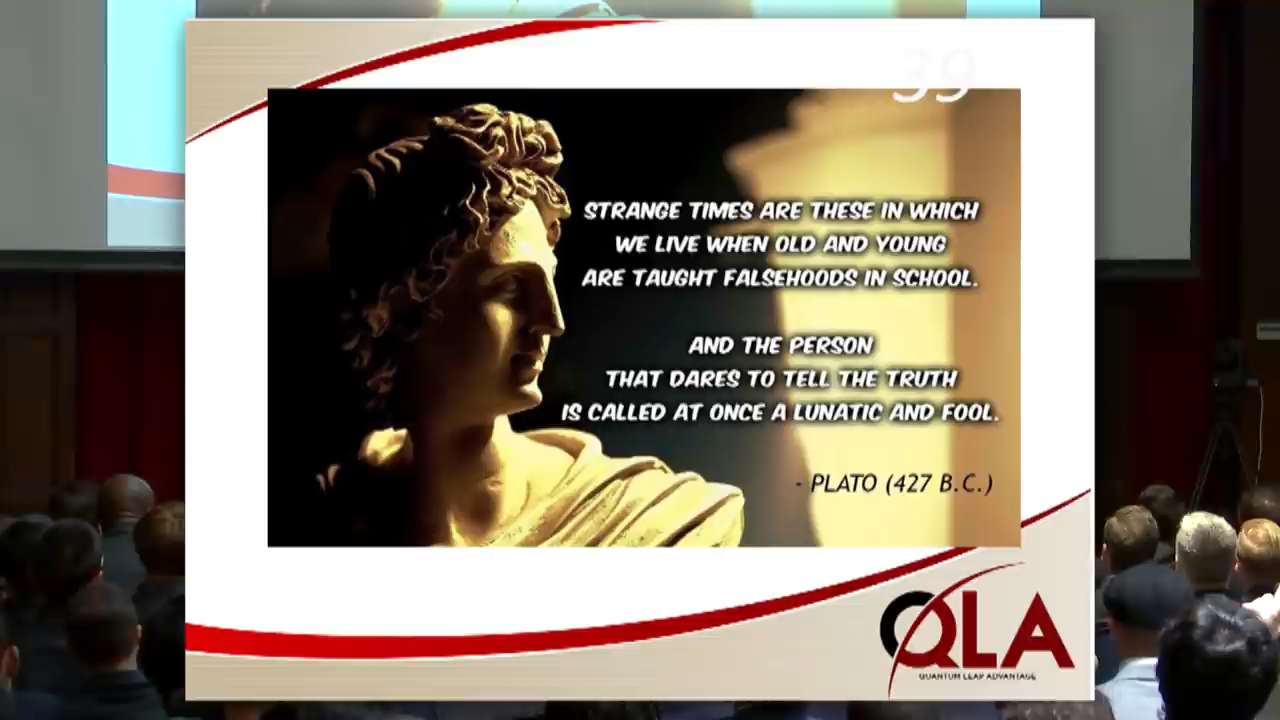 39
STRANGE TIMES ARE THESE IN WHICH
WE LIVE WHEN OLD AND YOUNG
ARE TAUGHT FALSEHOODS IN SCHOOL.
AND THE PERSON
THAT DARES TO TELL THE TRUTH
IS CALLED AT ONCE A LUNATIC AND FOOL.
- PLATO (427 B.C.)
QLA
QUANTUM LEAP ADVANTAGE